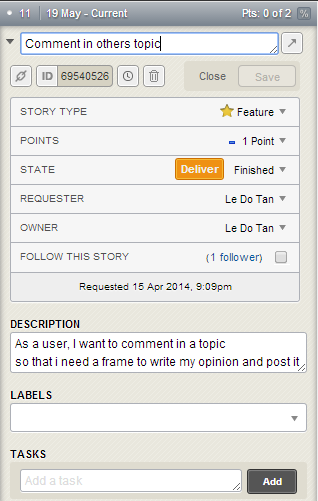 11 19 May - Current Pts: 0 of 2 %
Comment in others topic
ID 69540526 Close Save
STORY TYPE Feature
POINTS 1 Point
STATE Deliver Finished
REQUESTER Le Do Tan
OWNER Le Do Tan
FOLLOW THIS STORY (1 follower)
Requested 15 Apr 2014, 9:09pm
DESCRIPTION
As a user, I want to comment in a topic
so that i need a frame to write my opinion and post it
LABELS
TASKS
Add a task Add